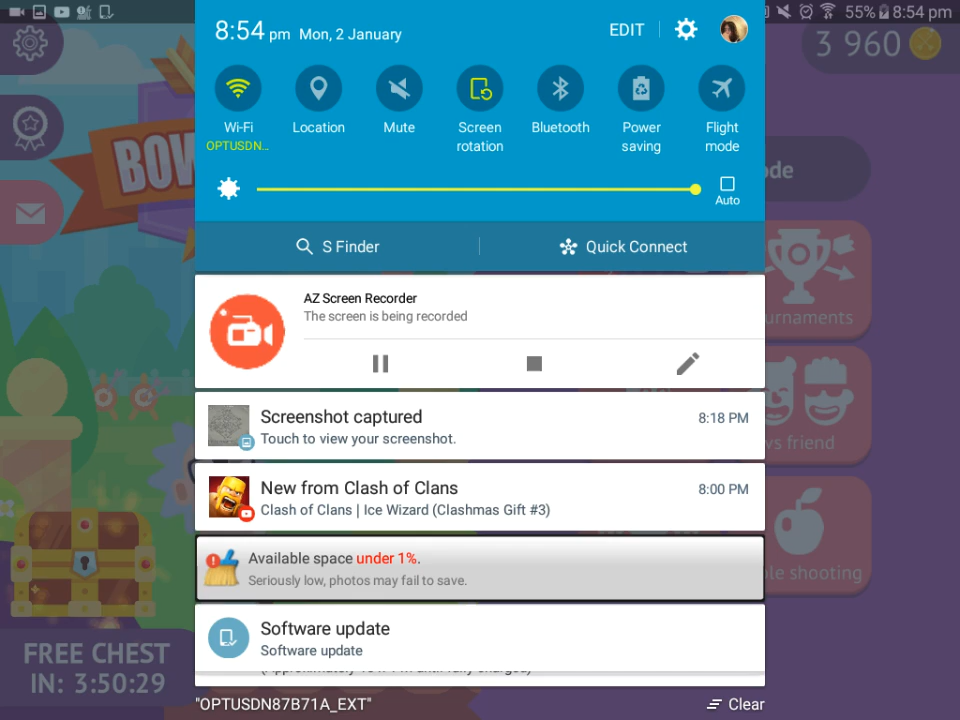 8:54 pm Mon, 2 January
EDIT
55% 8:54 pm
3 960
Wi-Fi
OPTUSDN...
Location
Mute
Screen
rotation
Bluetooth
Power
saving
Flight
mode
Auto
BOW
ode
S Finder
Quick Connect
AZ Screen Recorder
The screen is being recorded
urnaments
Screenshot captured
8:18 PM
Touch to view your screenshot.
vs friend
New from Clash of Clans
8:00 PM
Clash of Clans | Ice Wizard (Clashmas Gift #3)
Available space under 1%.
Seriously low, photos may fail to save.
le shooting
Software update
Software update
FREE CHEST
IN: 3:50:29
"OPTUSDN87B71A_EXT"
Clear